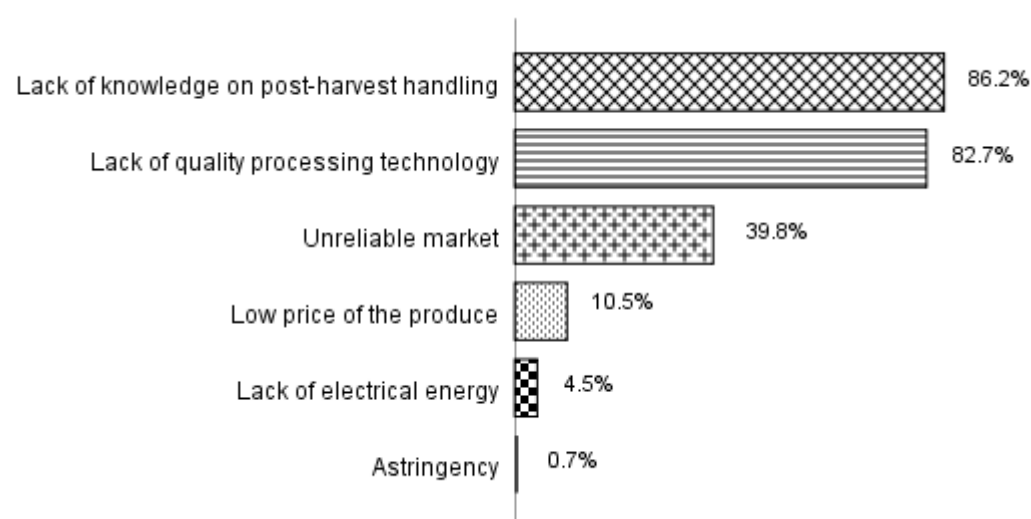 Lack of knowledge on post-harvest handling 86.2%
Lack of quality processing technology 82.7%
Unreliable market 39.8%
Low price of the produce 10.5%
Lack of electrical energy 4.5%
Astringency 0.7%